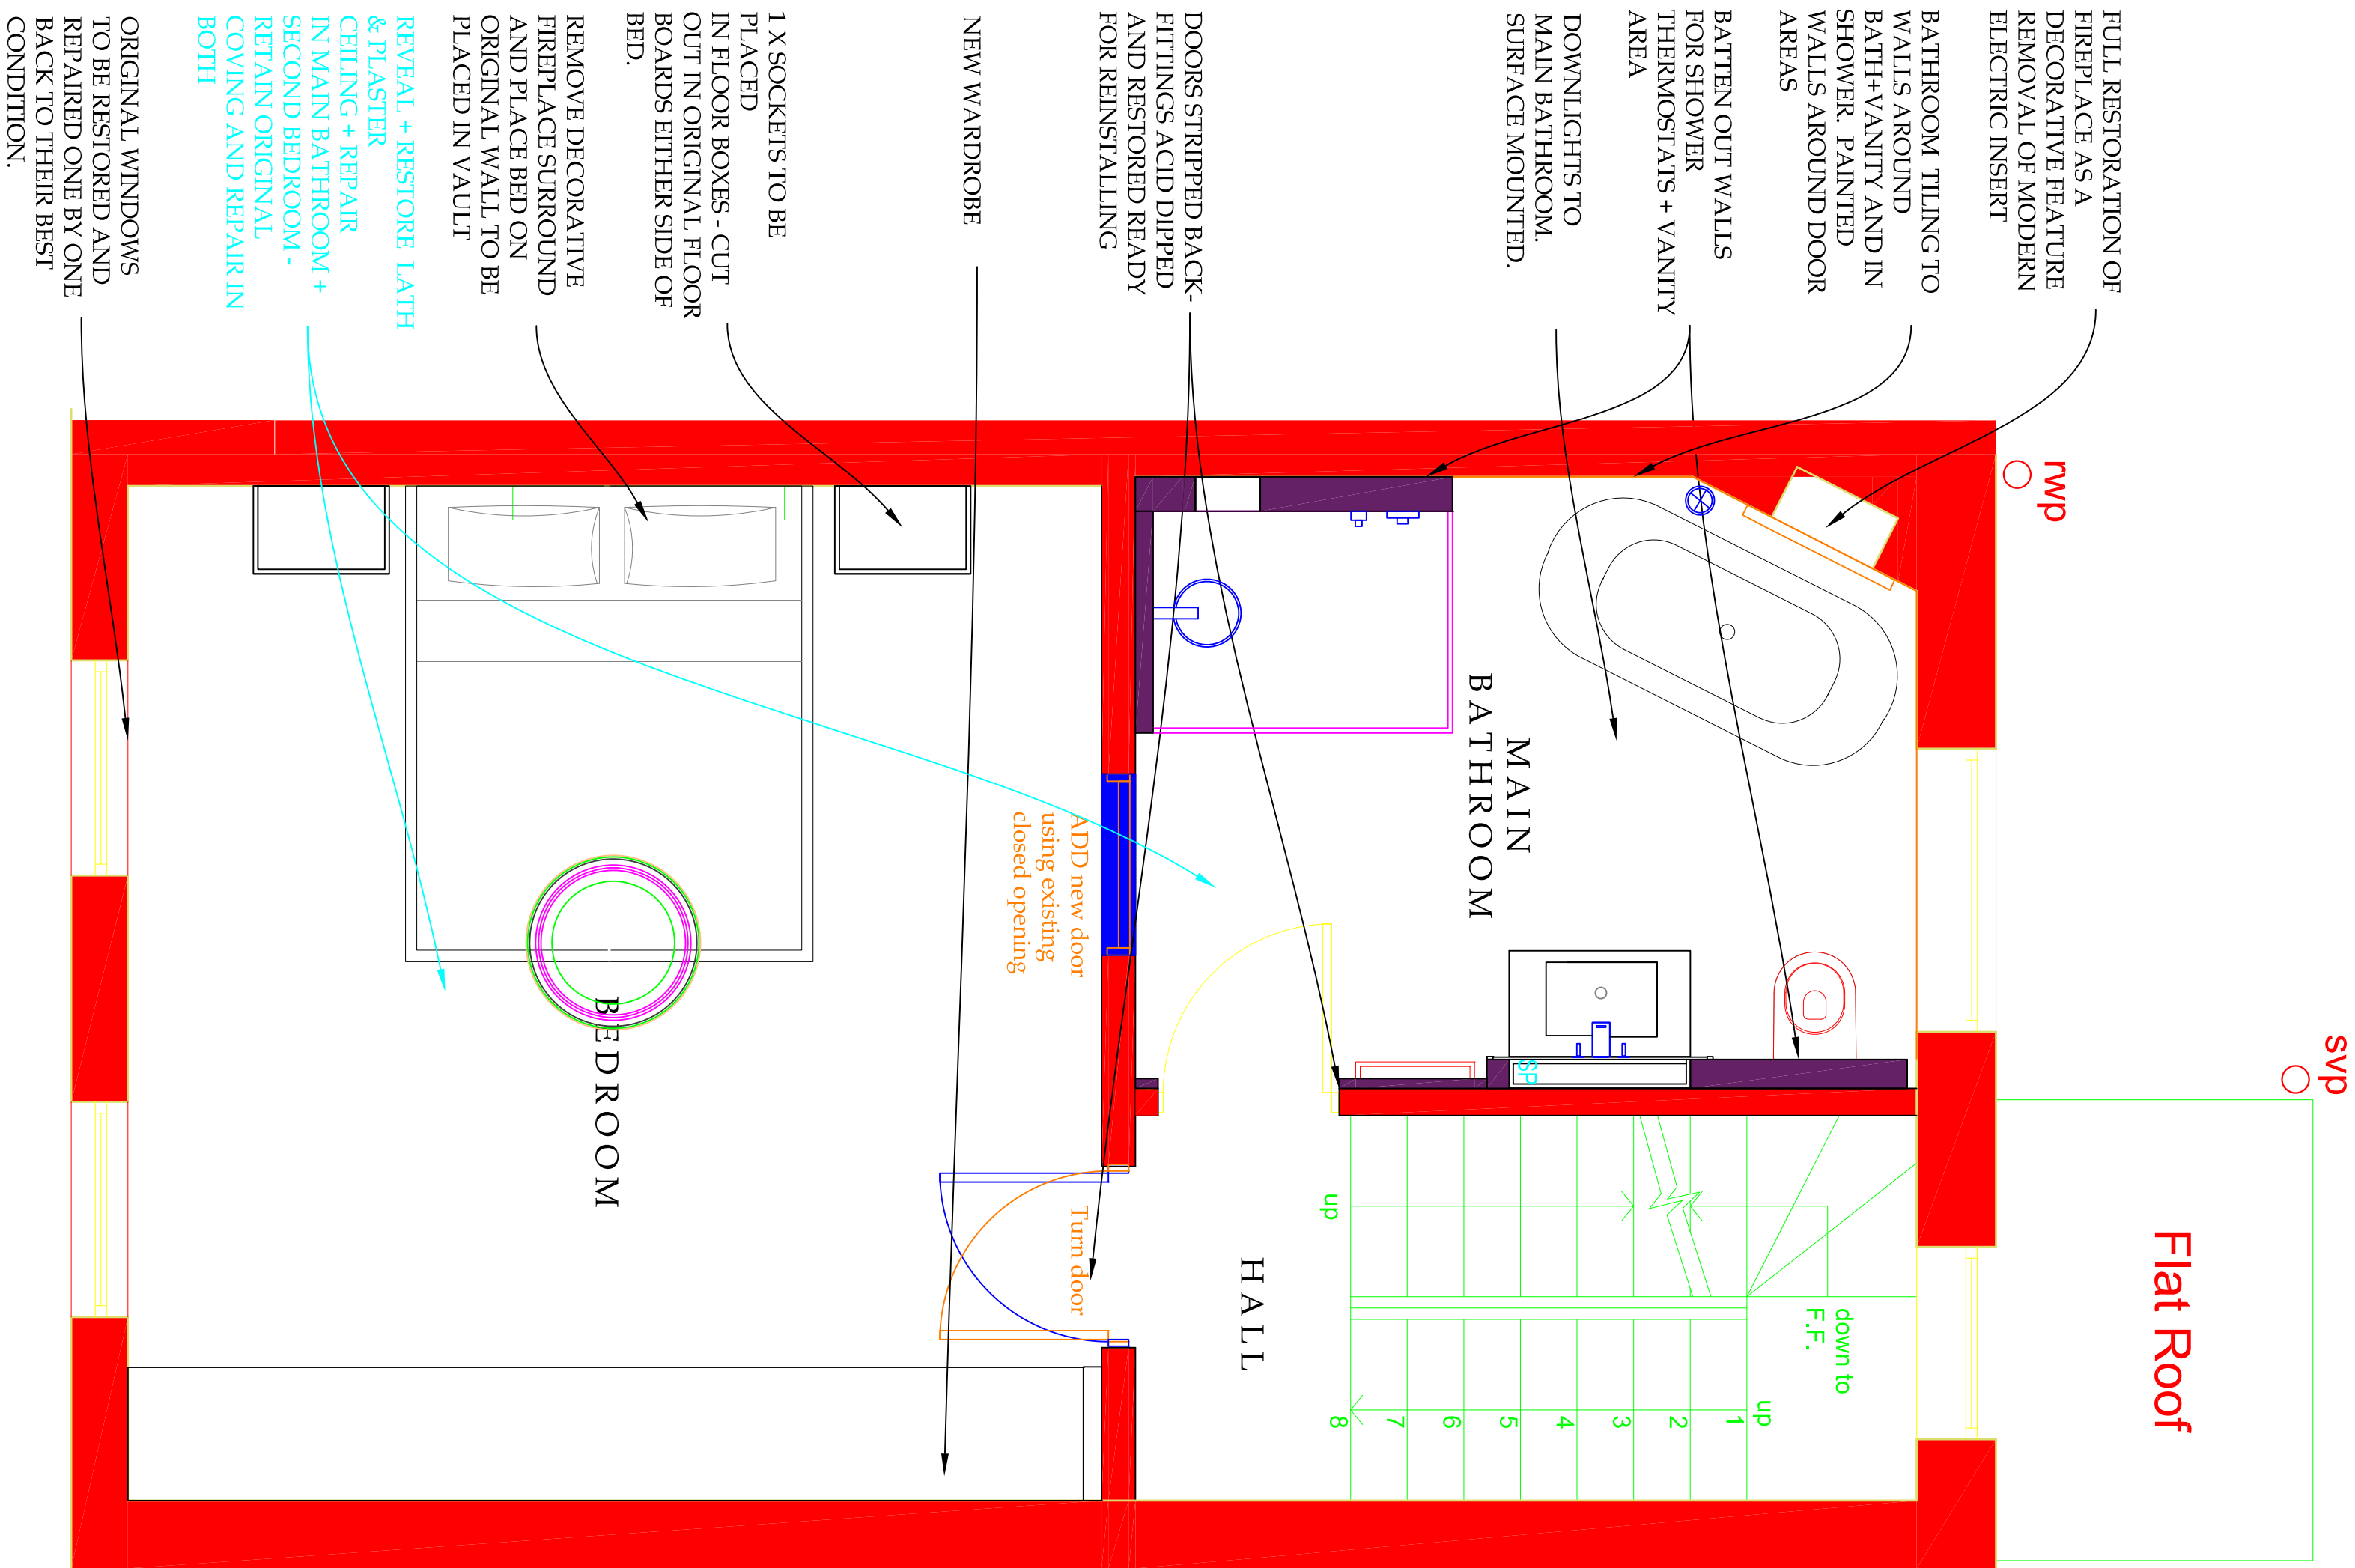 FULL RESTORATION OF
FIREPLACE AS A
DECORATIVE FEATURE
REMOVAL OF MODERN
ELECTRIC INSERT
BATHROOM TILING TO
WALLS AROUND
BATH+VANITY AND IN
SHOWER. PAINTED
WALLS AROUND DOOR
AREAS
BATTEN OUT WALLS
FOR SHOWER
THERMOSTATS + VANITY
AREA
DOWNLIGHTS TO
MAIN BATHROOM.
SURFACE MOUNTED.
DOORS STRIPPED BACK-
FITTINGS ACID DIPPED
AND RESTORED READY
FOR REINSTALLING
NEW WARDROBE
1 X SOCKETS TO BE
PLACED
IN FLOOR BOXES - CUT
OUT IN ORIGINAL FLOOR
BOARDS EITHER SIDE OF
BED.
REMOVE DECORATIVE
FIREPLACE SURROUND
AND PLACE BED ON
ORIGINAL WALL TO BE
PLACED IN VAULT
REVEAL + RESTORE LATH
& PLASTER
CEILING + REPAIR
IN MAIN BATHROOM +
SECOND BEDROOM -
RETAIN ORIGINAL
COVING AND REPAIR IN
BOTH
ORIGINAL WINDOWS
TO BE RESTORED AND
REPAIRED ONE BY ONE
BACK TO THEIR BEST
CONDITION.
rwp
svp
Flat Roof
MAIN
BATHROOM
SP
ADD new door
using existing
closed opening
BEDROOM
Turn door
HALL
up
down to
F.F.
up
1
2
3
4
5
6
7
8